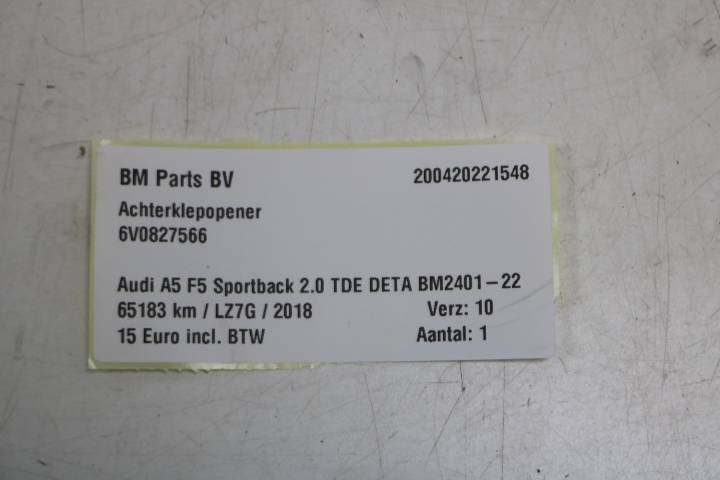 BM Parts BV 200420221548
Achterklepopener
6V0827566
Audi A5 F5 Sportback 2.0 TDE DETA BM2401-22
65183 km / LZ7G / 2018 Verz: 10
15 Euro incl. BTW Aantal: 1